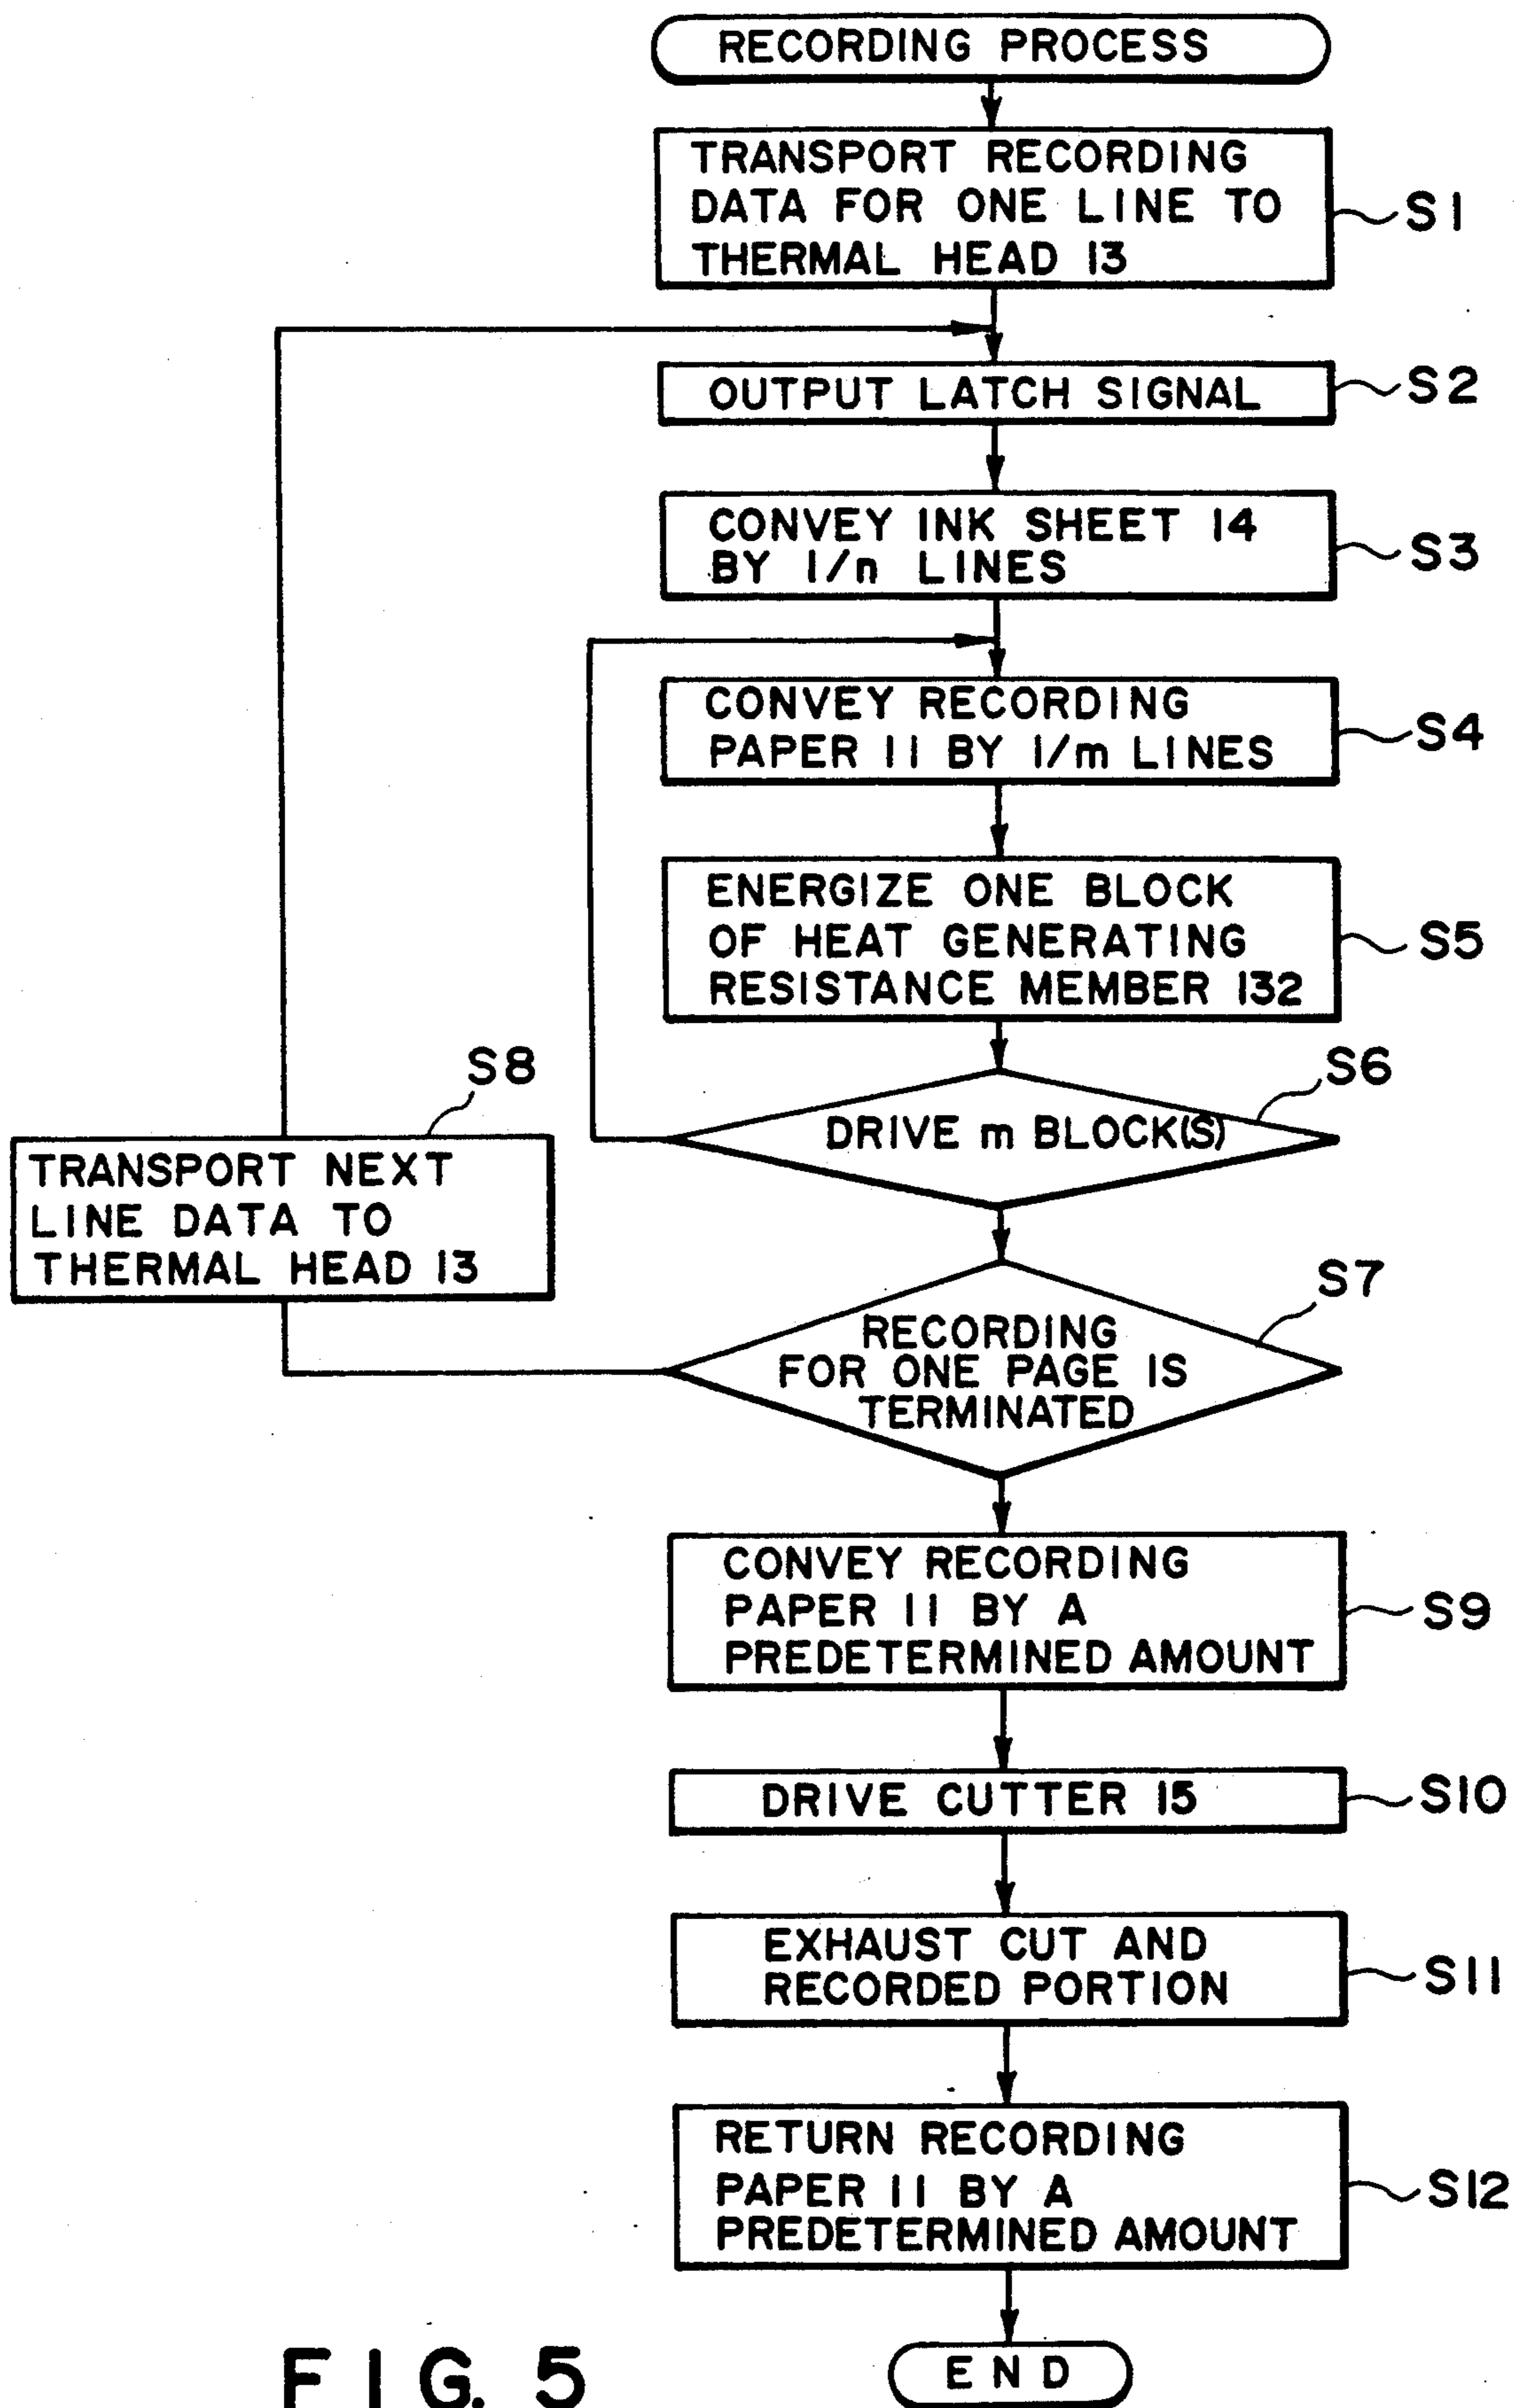 RECORDING PROCESS
TRANSPORT RECORDING
DATA FOR ONE LINE TO
THERMAL HEAD 13
S1
OUTPUT LATCH SIGNAL
S2
CONVEY INK SHEET 14
BY 1/n LINES
S3
CONVEY RECORDING
PAPER 11 BY 1/m LINES
S4
ENERGIZE ONE BLOCK
OF HEAT GENERATING
RESISTANCE MEMBER 132
S5
DRIVE m BLOCK(S)
S6
S8
TRANSPORT NEXT
LINE DATA TO
THERMAL HEAD 13
RECORDING
FOR ONE PAGE IS
TERMINATED
S7
CONVEY RECORDING
PAPER 11 BY A
PREDETERMINED AMOUNT
S9
DRIVE CUTTER 15
S10
EXHAUST CUT AND
RECORDED PORTION
S11
RETURN RECORDING
PAPER 11 BY A
PREDETERMINED AMOUNT
S12
END
FIG. 5